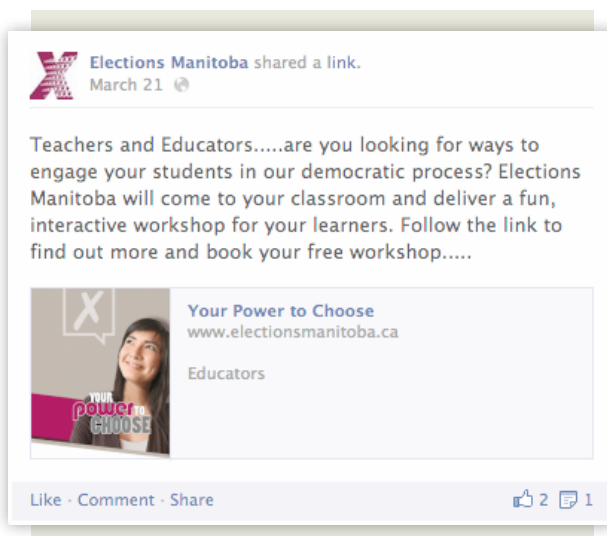 Elections Manitoba shared a link.
March 21
Teachers and Educators.....are you looking for ways to
engage your students in our democratic process? Elections
Manitoba will come to your classroom and deliver a fun,
interactive workshop for your learners. Follow the link to
find out more and book your free workshop.....
Your Power to Choose
www.electionsmanitoba.ca
Educators
YOUR
power TO
CHOOSE
Like · Comment · Share
2 1